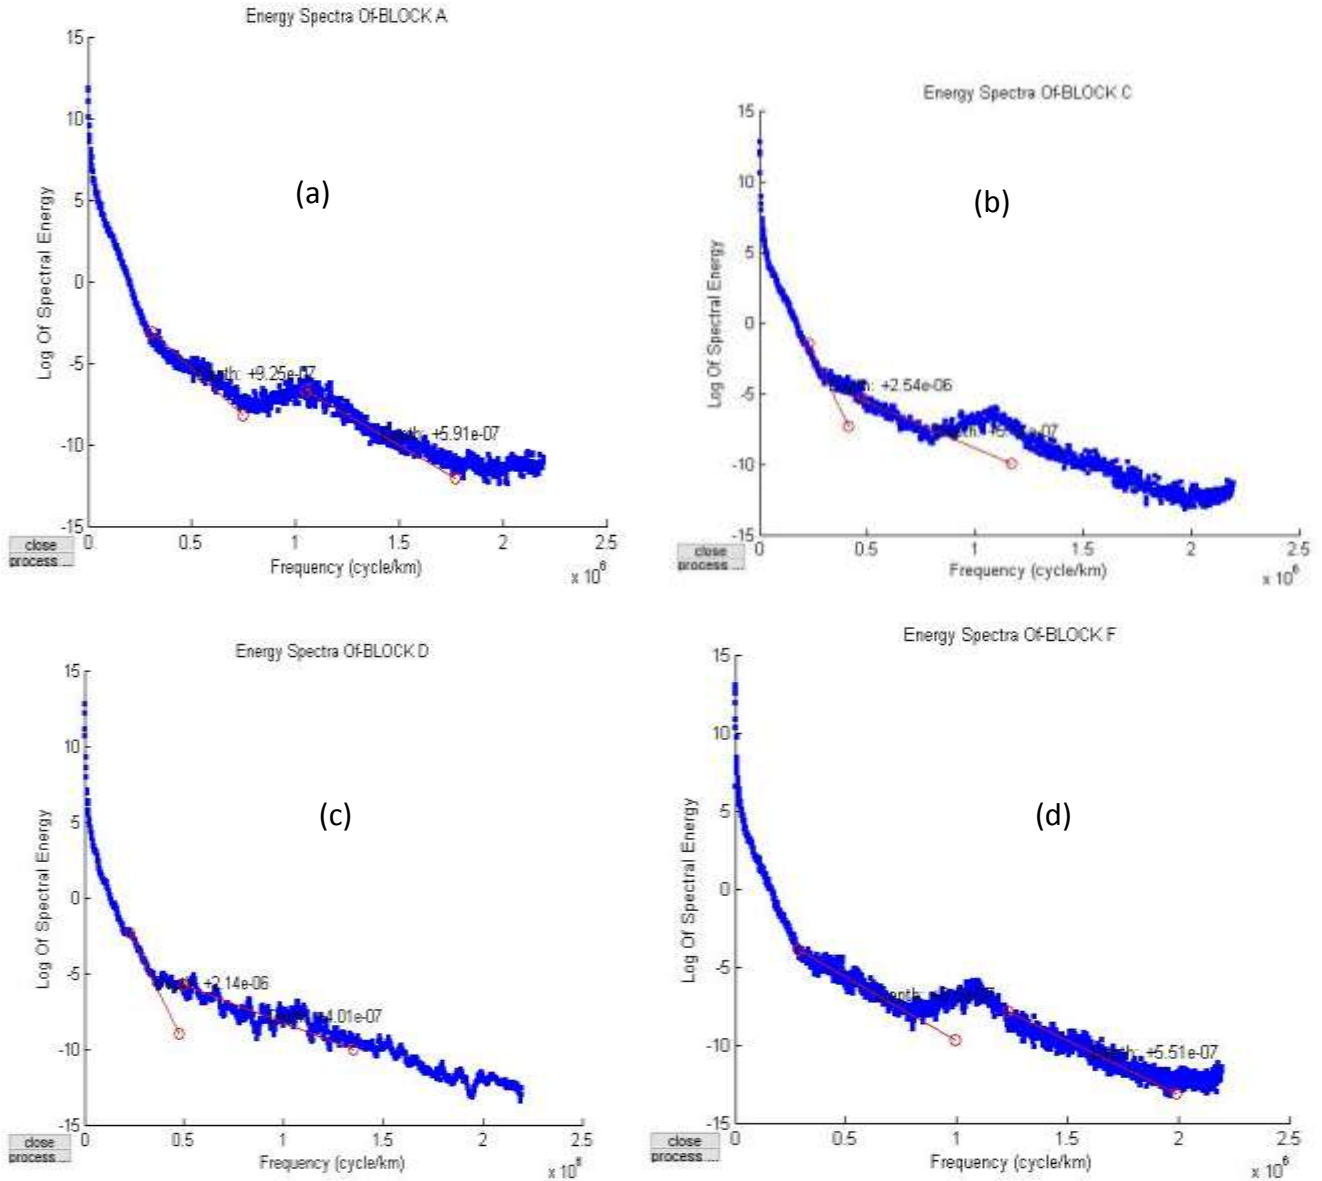 Energy Spectra Of-BLOCK A
(a)
Log Of Spectral Energy
15
10
5
0
-5
-10
-15
+9.25e-07
+5.91e-07
0
0.5
1
1.5
2
2.5
Frequency (cycle/km)
x 10^6
close
process ...
Energy Spectra Of-BLOCK C
(b)
Log Of Spectral Energy
15
10
5
0
-5
-10
-15
+2.54e-06
0
0.5
1
1.5
2
2.5
Frequency (cycle/km)
x 10^6
close
process ...
Energy Spectra Of-BLOCK D
(c)
Log Of Spectral Energy
15
10
5
0
-5
-10
-15
+2.14e-06
+4.01e-07
0
0.5
1
1.5
2
2.5
Frequency (cycle/km)
x 10^6
close
process ...
Energy Spectra Of-BLOCK F
(d)
Log Of Spectral Energy
15
10
5
0
-5
-10
-15
+5.51e-07
0
0.5
1
1.5
2
2.5
Frequency (cycle/km)
x 10^6
close
process ...